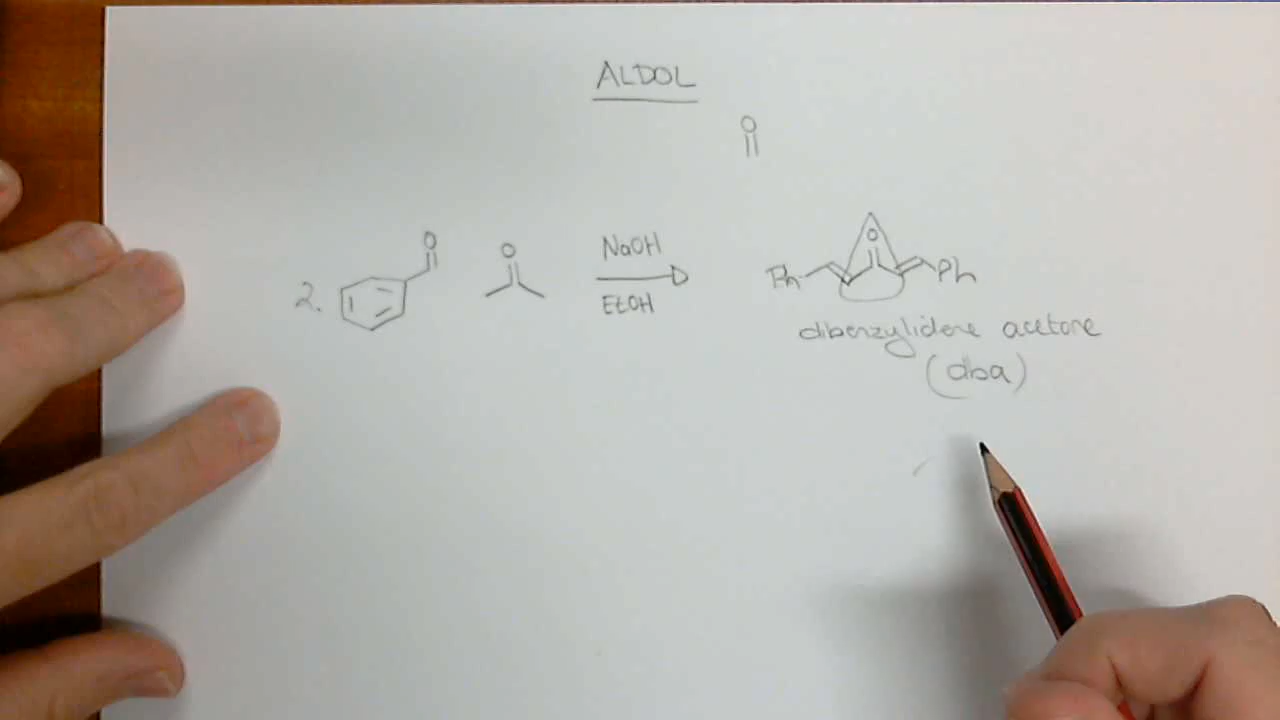 ALDOL
O
O
O
NaOH
O
2.
EtOH
Ph
Ph
dibenzylidene acetone
(dba)